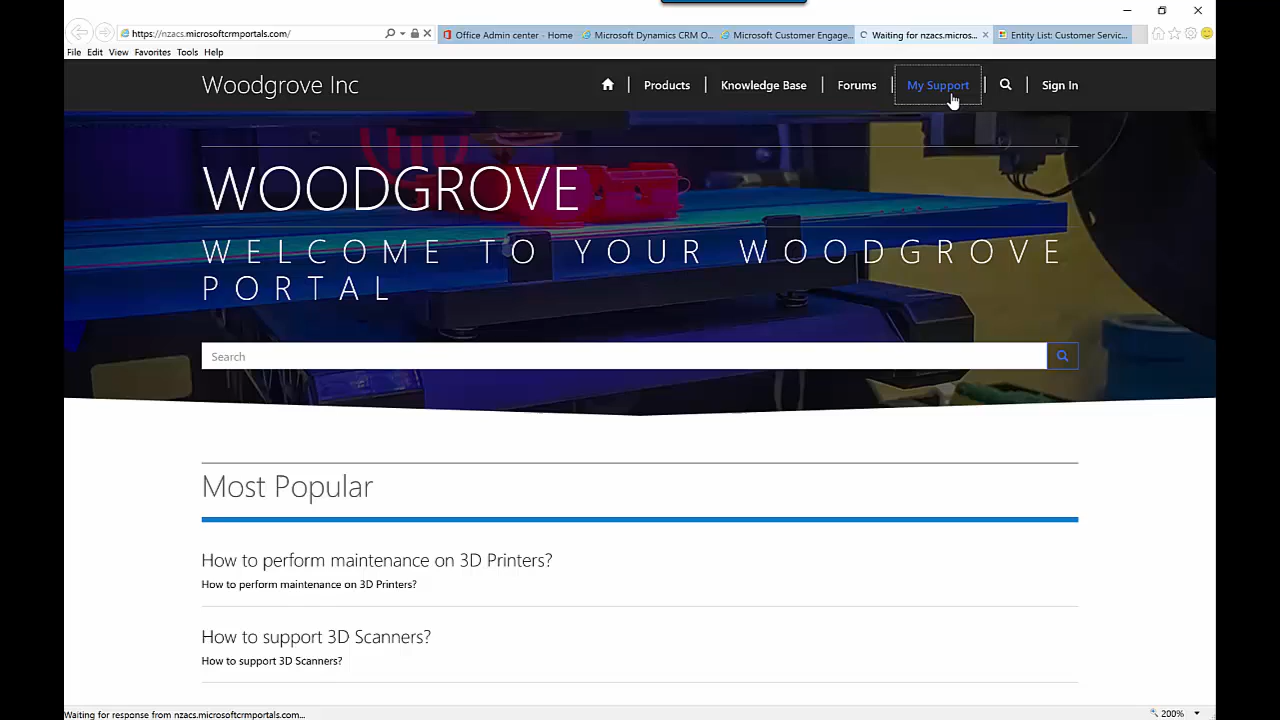 https://nzacs.microsoftcrmportals.com/
Office Admin center - Home
Microsoft Dynamics CRM O...
Microsoft Customer Engage...
Waiting for nzacs.micros...
Entity List: Customer Servic...
File Edit View Favorites Tools Help
Woodgrove Inc
Products
Knowledge Base
Forums
My Support
Sign In
WOODGROVE
WELCOME TO YOUR WOODGROVE
PORTAL
Search
Most Popular
How to perform maintenance on 3D Printers?
How to perform maintenance on 3D Printers?
How to support 3D Scanners?
How to support 3D Scanners?
Waiting for response from nzacs.microsoftcrmportals.com...
200%